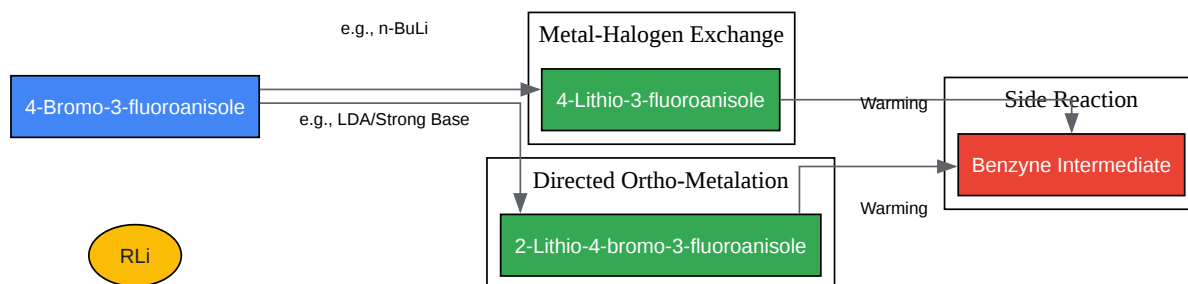 e.g., n-BuLi
Metal-Halogen Exchange
4-Bromo-3-fluoroanisole
4-Lithio-3-fluoroanisole
Warming
Side Reaction
e.g., LDA/Strong Base
Benzyne Intermediate
Directed Ortho-Metalation
Warming
2-Lithio-4-bromo-3-fluoroanisole
RLi